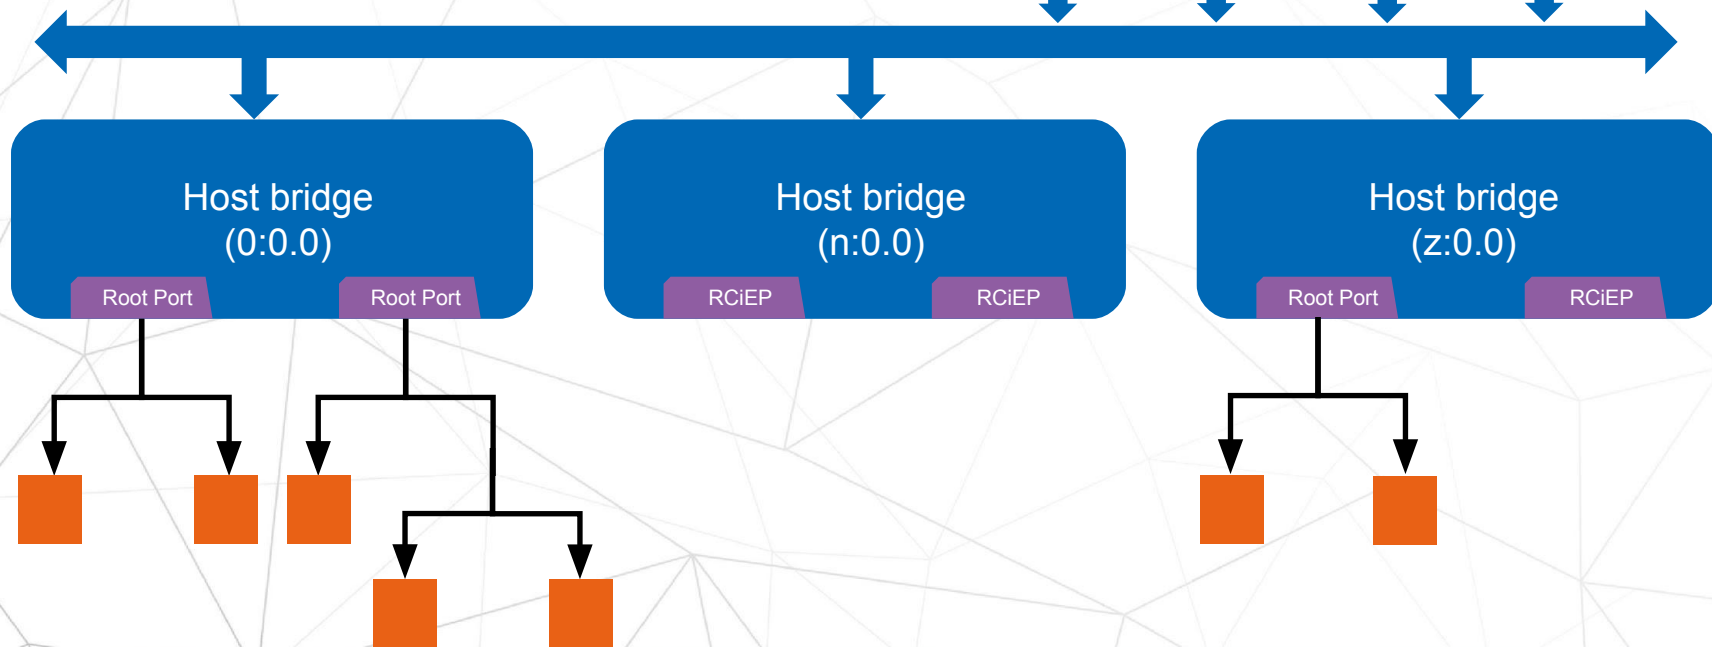 Host bridge
(0:0.0)
Root Port
Root Port
Host bridge
(n:0.0)
RCiEP
RCiEP
Host bridge
(z:0.0)
Root Port
RCiEP